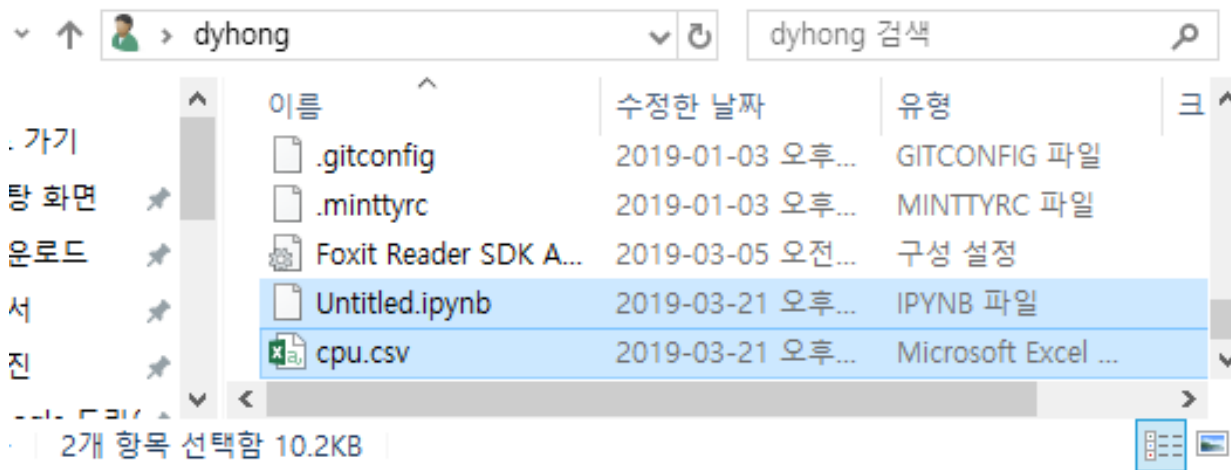 dyhong dyhong 검색
이름 수정한 날짜 유형 크
가기
.gitconfig 2019-01-03 오후... GITCONFIG 파일
탕 화면
.minttyrc 2019-01-03 오후... MINTTYRC 파일
운로드
Foxit Reader SDK A... 2019-03-05 오전... 구성 설정
서
Untitled.ipynb 2019-03-21 오후... IPYNB 파일
진
cpu.csv 2019-03-21 오후... Microsoft Excel ...
2개 항목 선택함 10.2KB